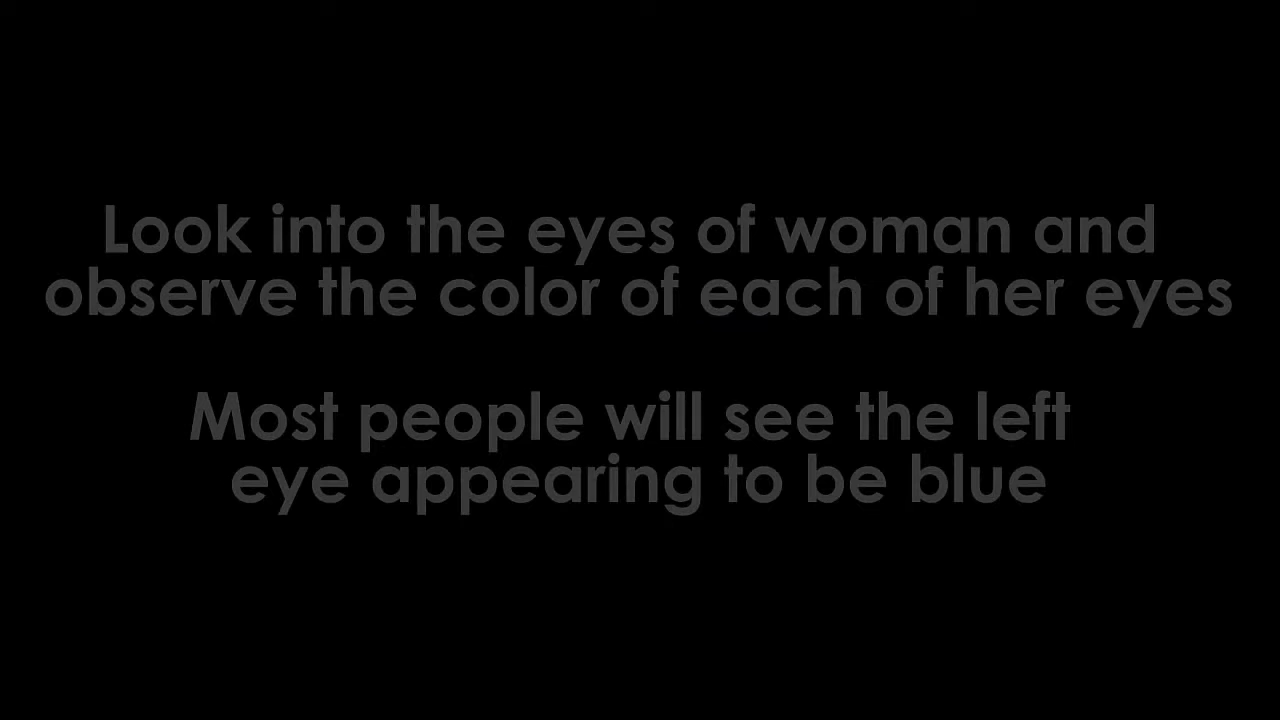 Look into the eyes of woman and
observe the color of each of her eyes
Most people will see the left
eye appearing to be blue